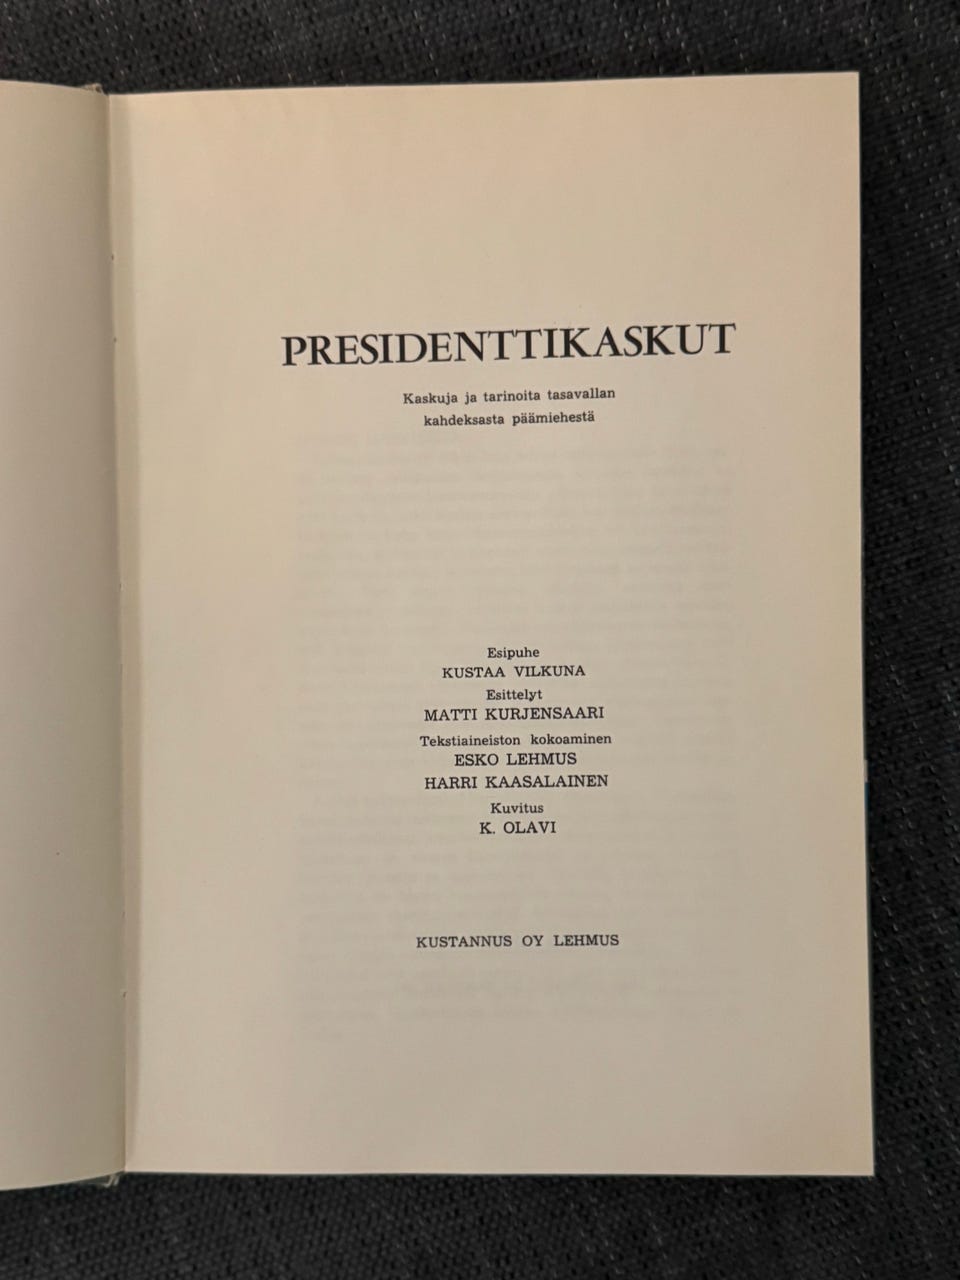 PRESIDENTTIKASKUT
Kaskuja ja tarinoita tasavallan
kahdeksasta päämiehestä
Esipuhe
KUSTAA VILKUNA
Esittelyt
MATTI KURJENSAARI
Tekstiaineiston kokoaminen
ESKO LEHMUS
HARRI KAASALAINEN
Kuvitus
K. OLAVI
KUSTANNUS OY LEHMUS